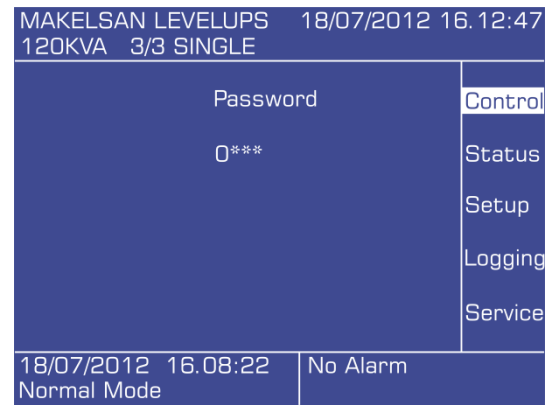 MAKELSAN LEVELUPS 18/07/2012 16.12:47
120KVA 3/3 SINGLE
Password
0***
Control
Status
Setup
Logging
Service
18/07/2012 16.08:22 No Alarm
Normal Mode